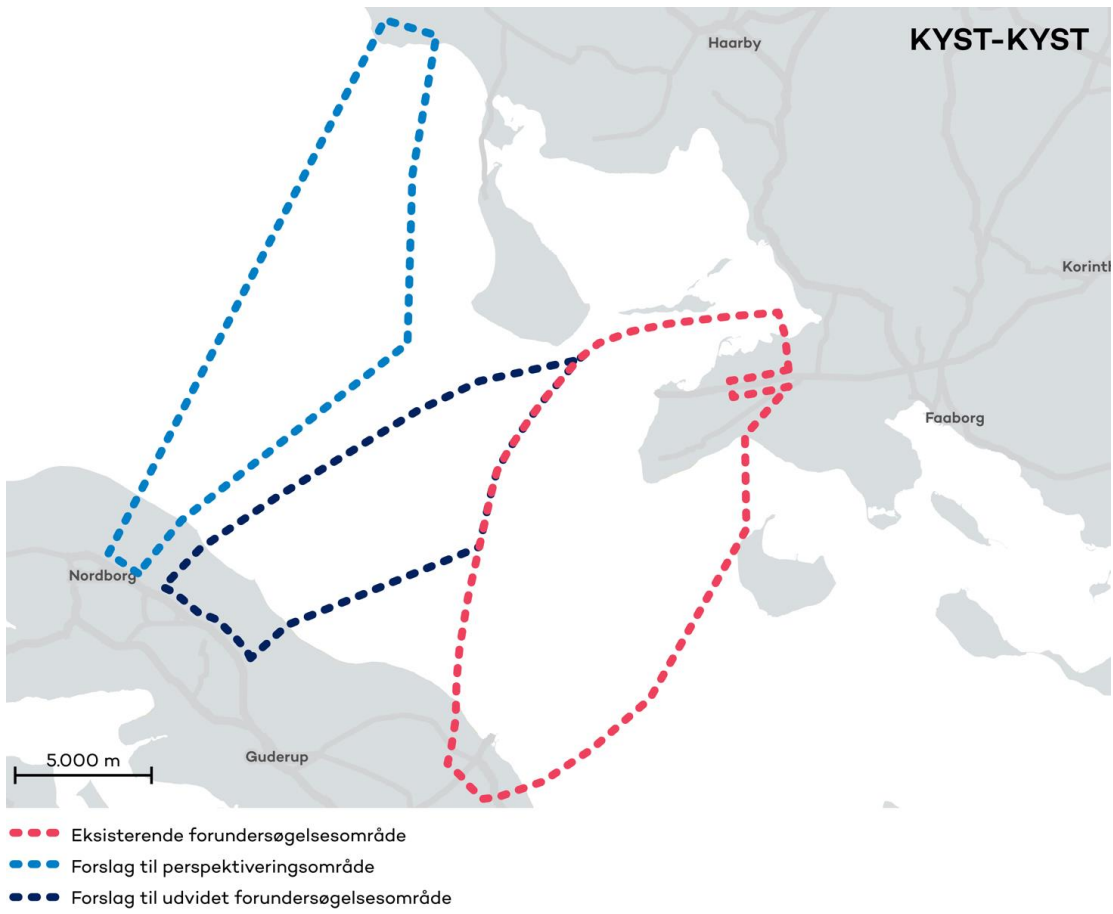 KYST-KYST
Haarby
Korinth
Faaborg
Nordborg
Guderup
5.000 m
Eksisterende forundersøgelsesområde
Forslag til perspektiveringsområde
Forslag til udvidet forundersøgelsesområde